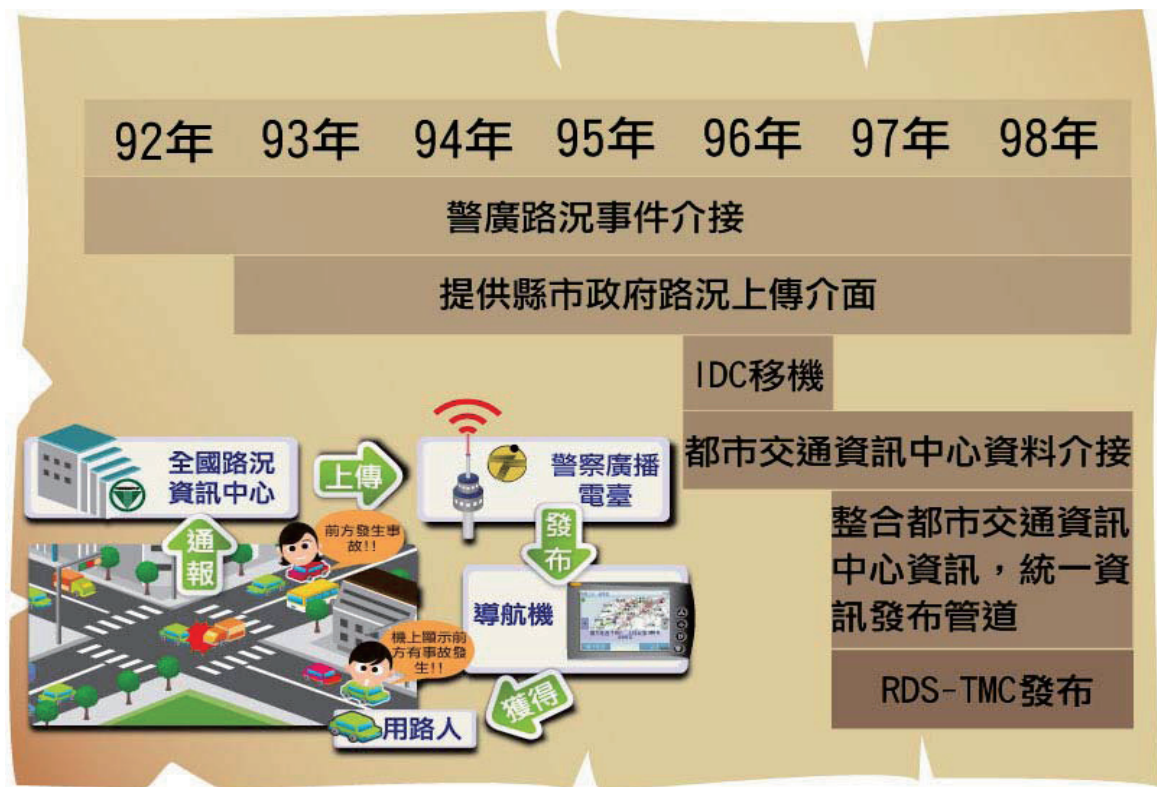 92年 93年 94年 95年 96年 97年 98年
警廣路況事件介接
提供縣市政府路況上傳介面
IDC移機
都市交通資訊中心資料介接
整合都市交通資訊
中心資訊，統一資
訊發布管道
RDS-TMC發布
全國路況
資訊中心
上傳
警察廣播
電臺
通
報
前方發生事
故!!
發
布
導航機
機上顯示前
方有事故發
生!!
獲得
用路人